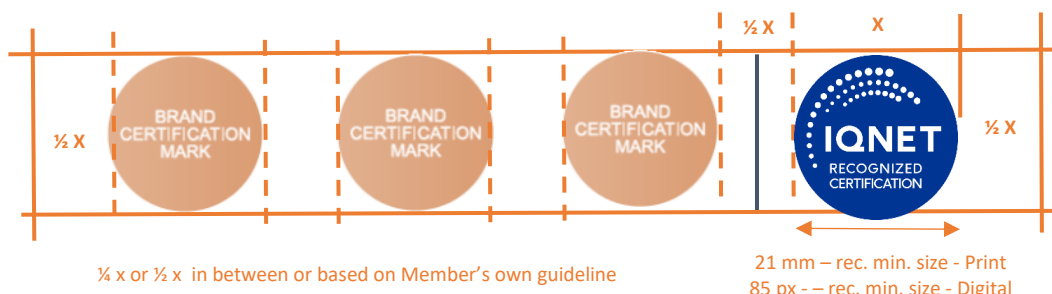 ½ X
X
½ X
BRAND
CERTIFICATION
MARK
BRAND
CERTIFICATION
MARK
BRAND
CERTIFICATION
MARK
IQNET
RECOGNIZED
CERTIFICATION
½ X
¼ x or ½ x in between or based on Member’s own guideline
21 mm – rec. min. size - Print
85 px - – rec. min. size - Digital